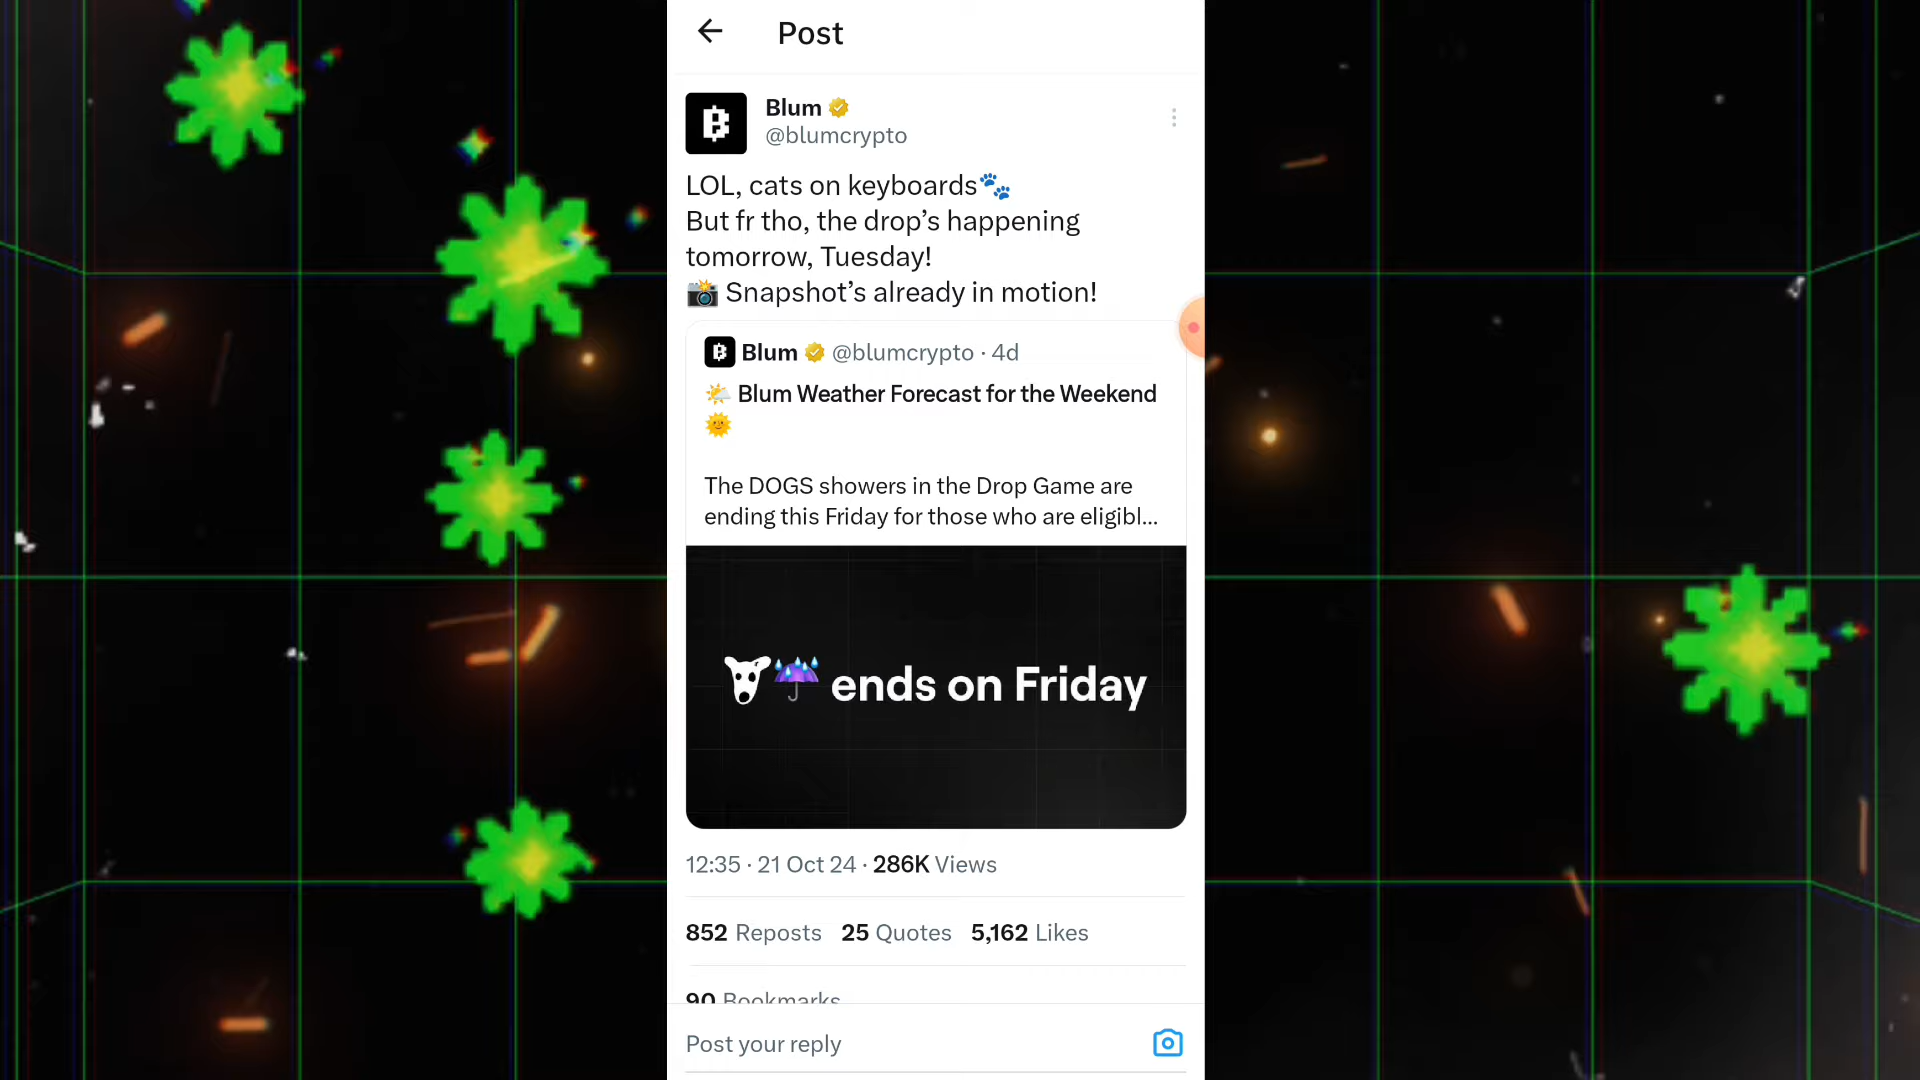 Post
Blum
@blumcrypto
LOL, cats on keyboards🐾
But fr tho, the drop’s happening
tomorrow, Tuesday!
📸 Snapshot’s already in motion!
Blum @blumcrypto · 4d
🌤️ Blum Weather Forecast for the Weekend
🌞
The DOGS showers in the Drop Game are
ending this Friday for those who are eligibl...
☔ ends on Friday
12:35 · 21 Oct 24 · 286K Views
852 Reposts 25 Quotes 5,162 Likes
90 Bookmarks
Post your reply